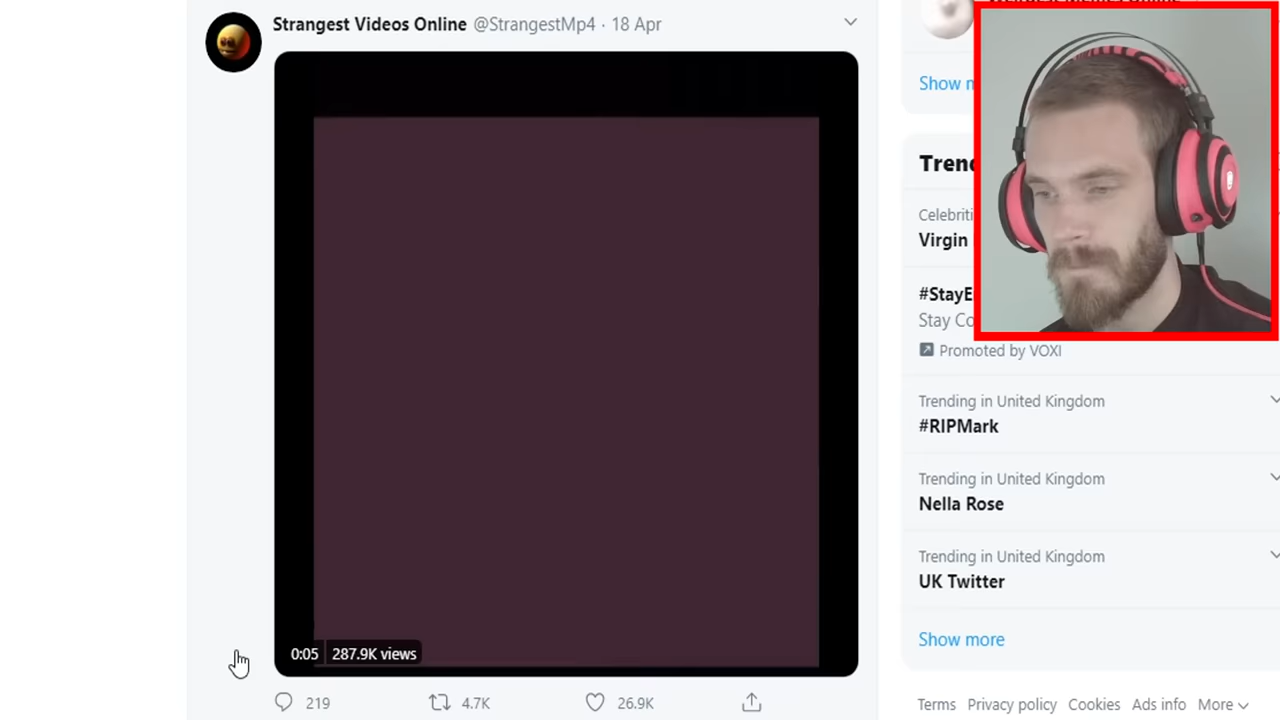 Strangest Videos Online @StrangestMp4 · 18 Apr
0:05 287.9K views
219 4.7K 26.9K
Show
Celebriti
Virgin
#StayE
Stay Co
Promoted by VOXI
Trending in United Kingdom
#RIPMark
Trending in United Kingdom
Nella Rose
Trending in United Kingdom
UK Twitter
Show more
Terms Privacy policy Cookies Ads info More